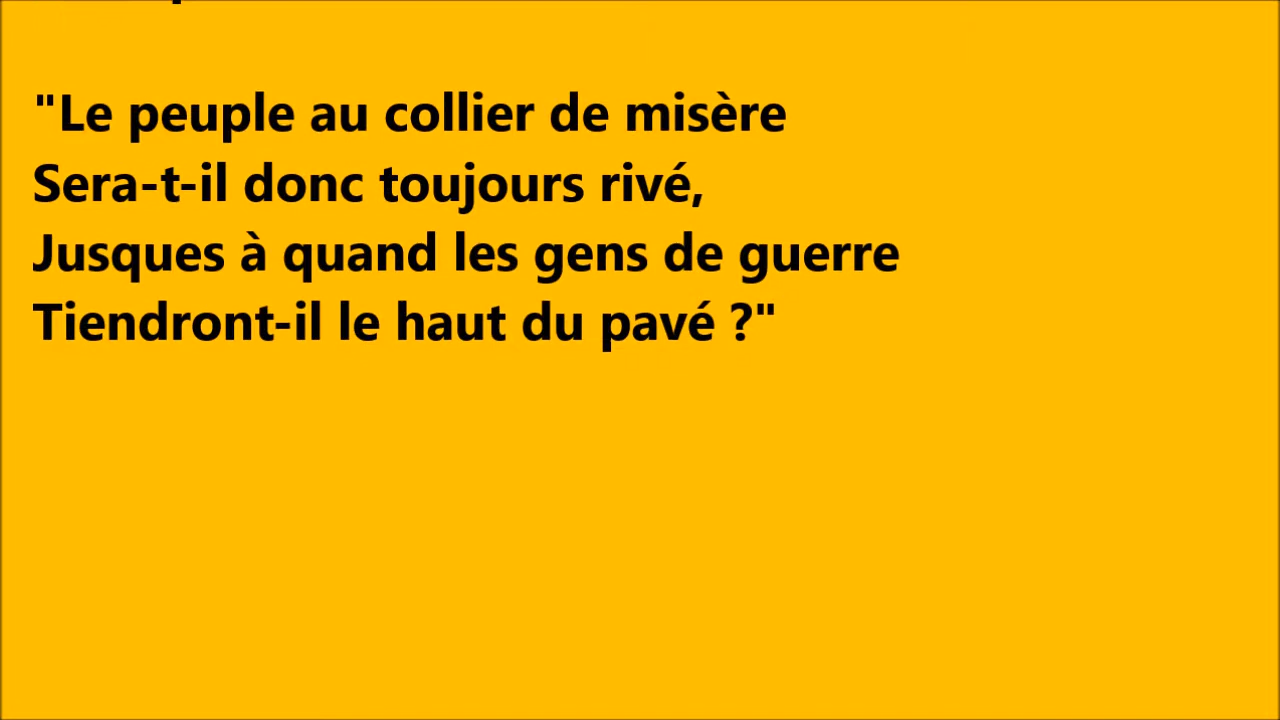 "Le peuple au collier de misère
Sera-t-il donc toujours rivé,
Jusques à quand les gens de guerre
Tiendront-il le haut du pavé ?"